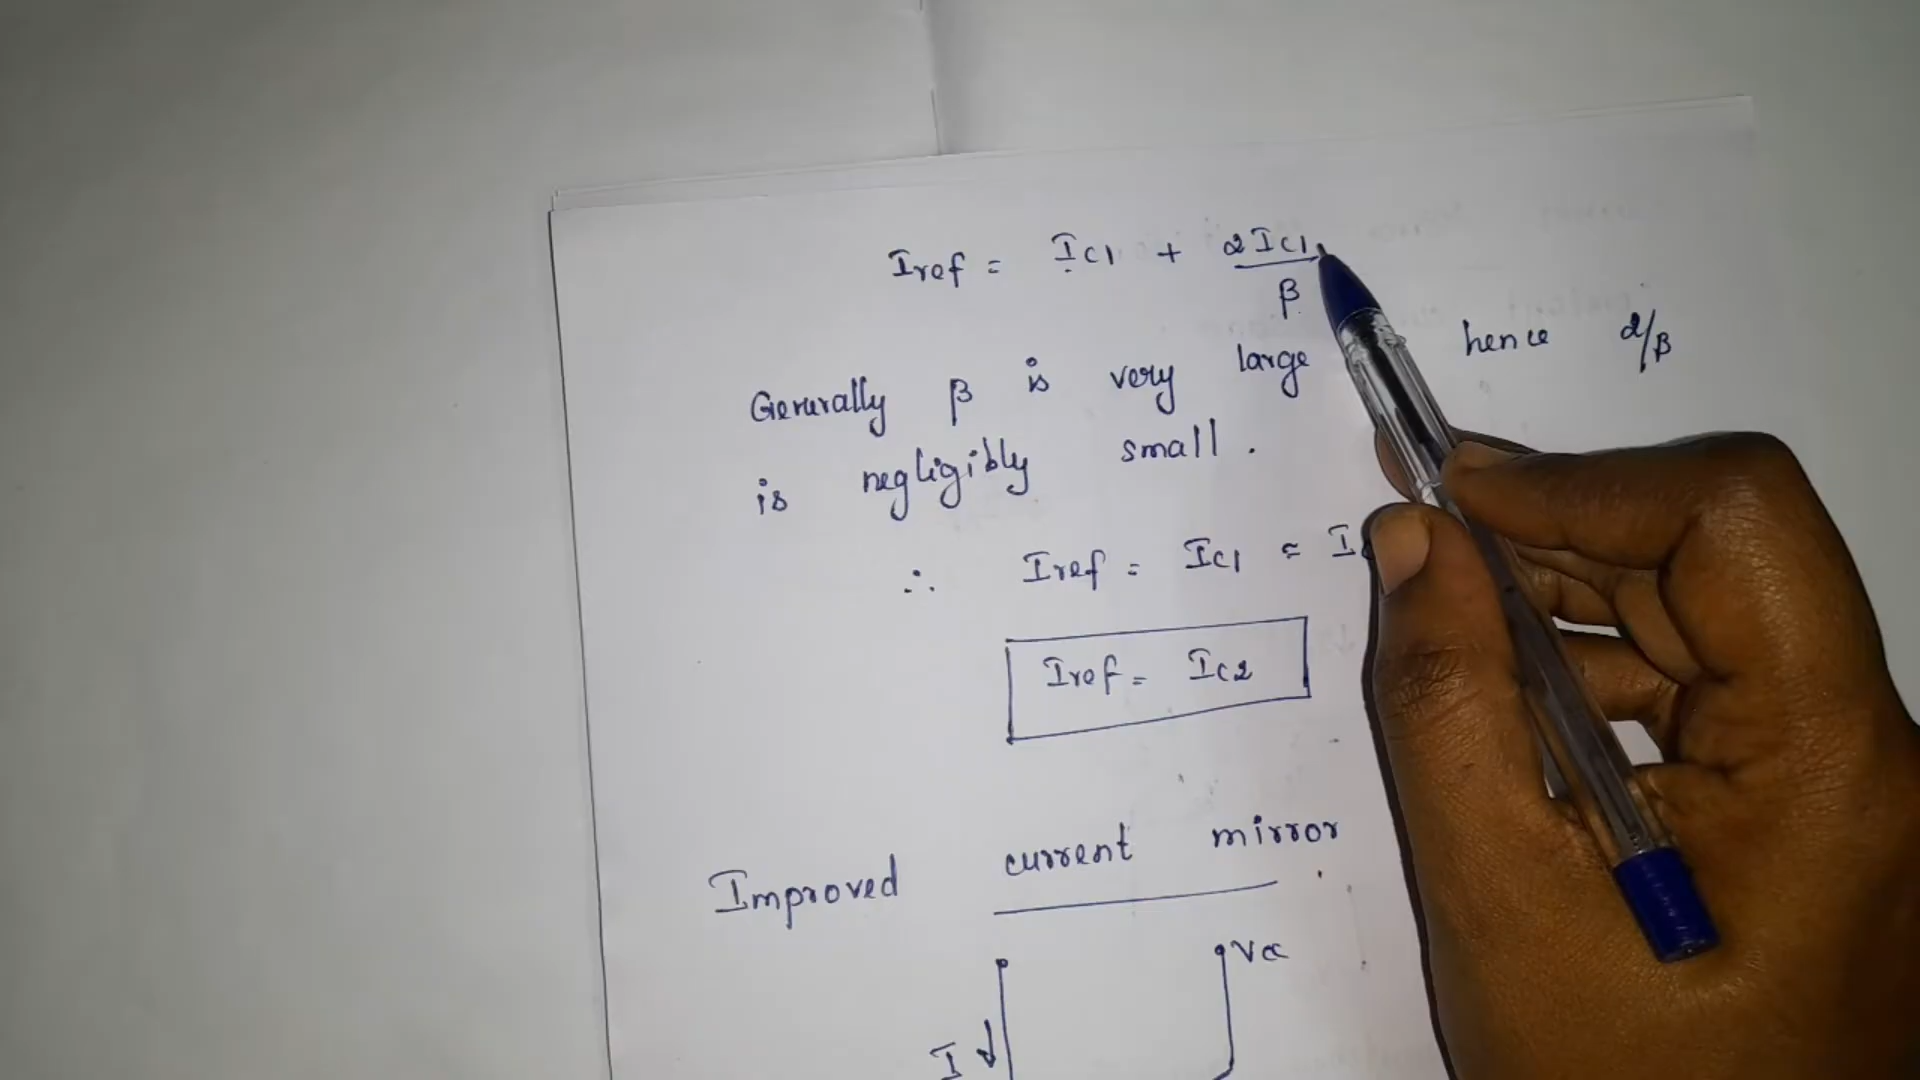 Iref = Ic1 + 2Ic1/β
Generally β is very large hence 2/β
is negligibly small.
∴ Iref = Ic1 = I
Iref = Ic2
Improved current mirror
Vcc
I ↓